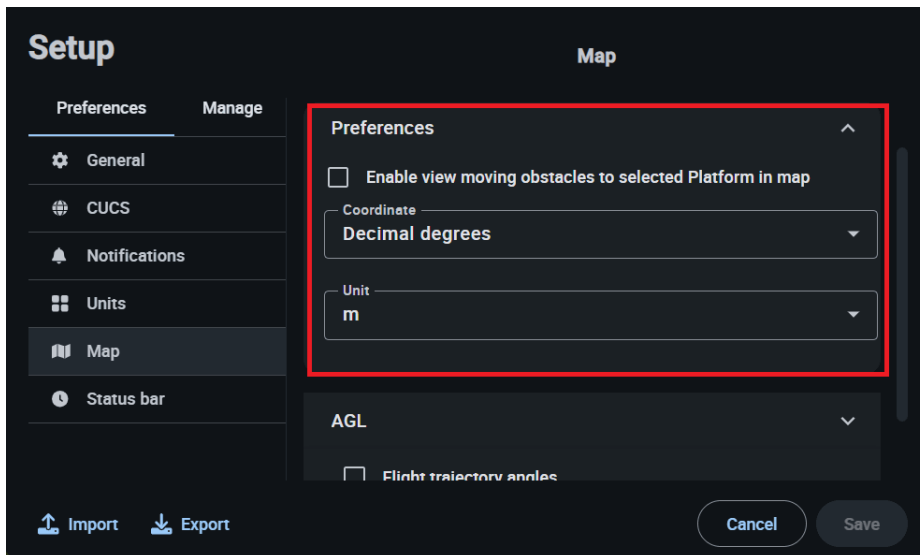 Setup
Map
Preferences
Manage
General
CUCS
Notifications
Units
Map
Status bar
Preferences
Enable view moving obstacles to selected Platform in map
Coordinate
Decimal degrees
Unit
m
AGL
Flight trajectory angles
Import
Export
Cancel
Save